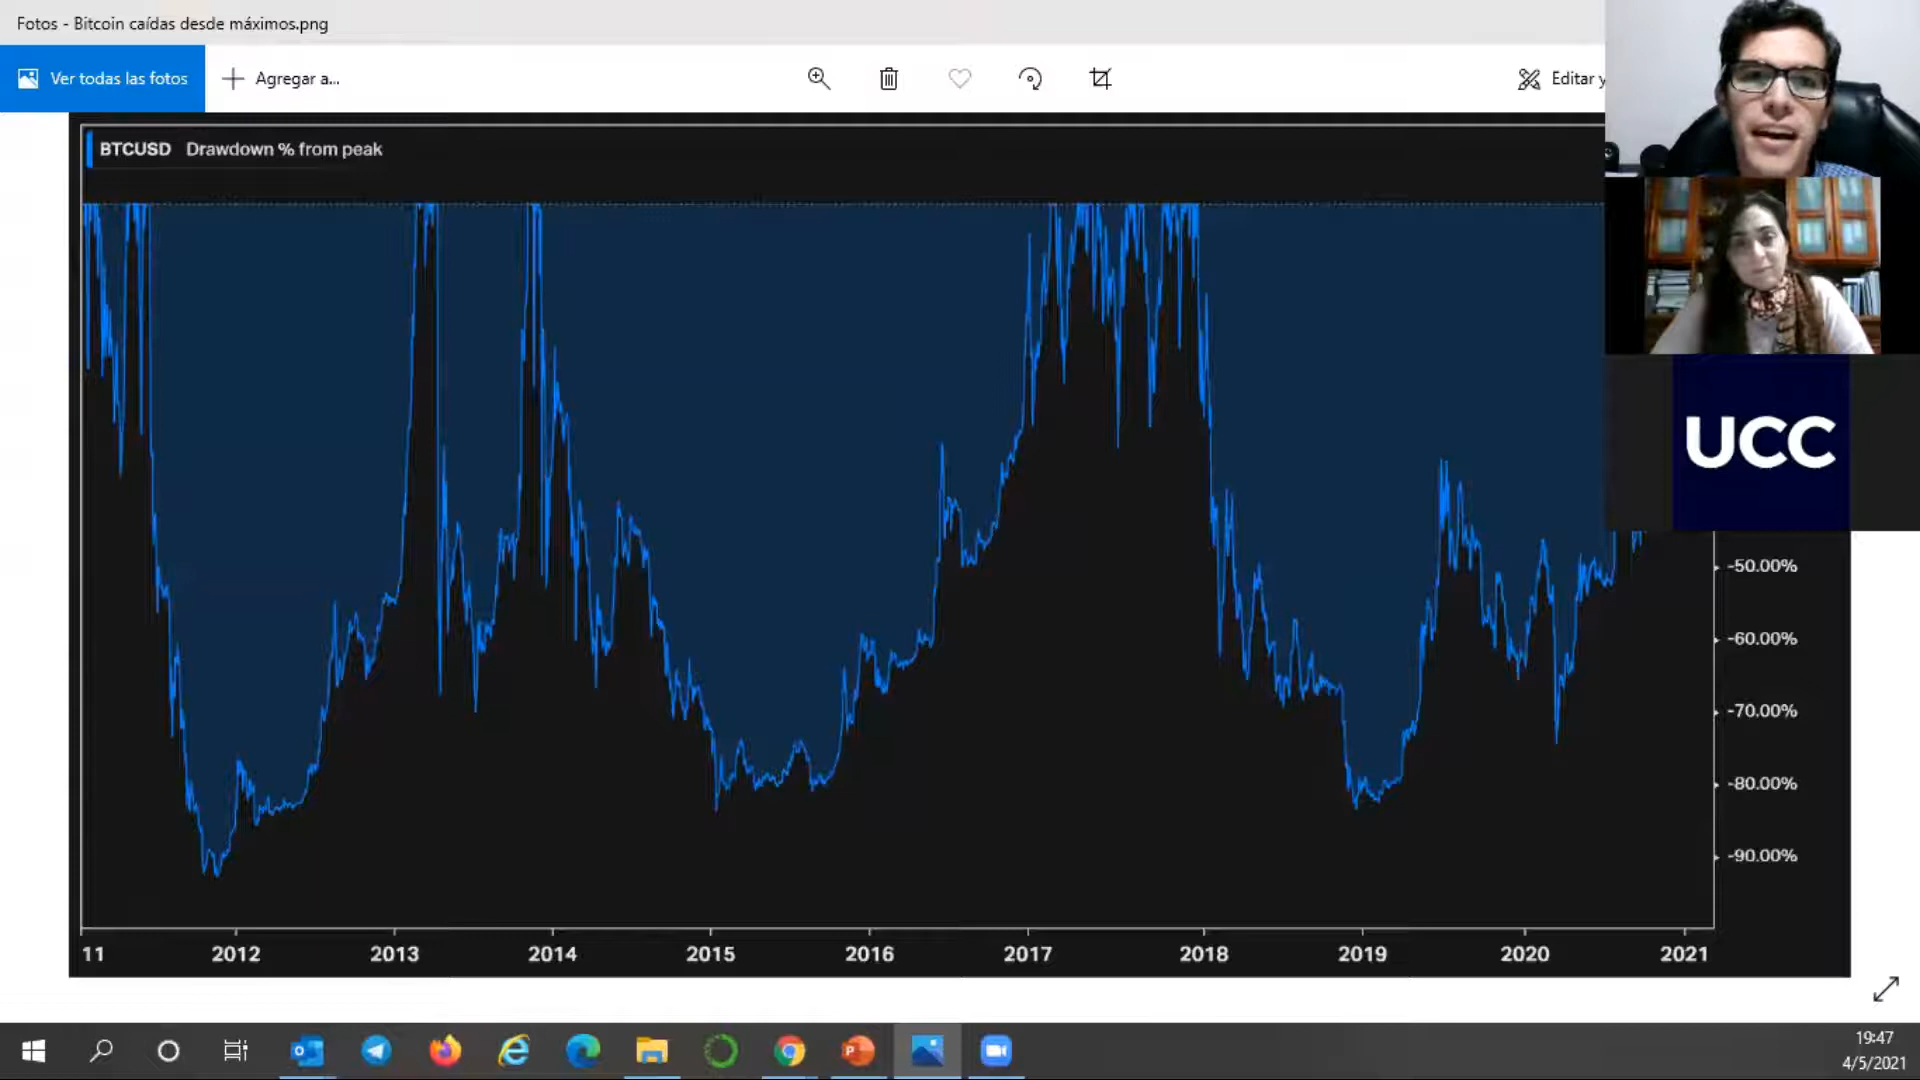 Fotos - Bitcoin caídas desde máximos.png
Ver todas las fotos
Agregar a...
Editar y
BTCUSD Drawdown % from peak
UCC
-50.00%
-60.00%
-70.00%
-80.00%
-90.00%
11 2012 2013 2014 2015 2016 2017 2018 2019 2020 2021
19:47
4/5/2021